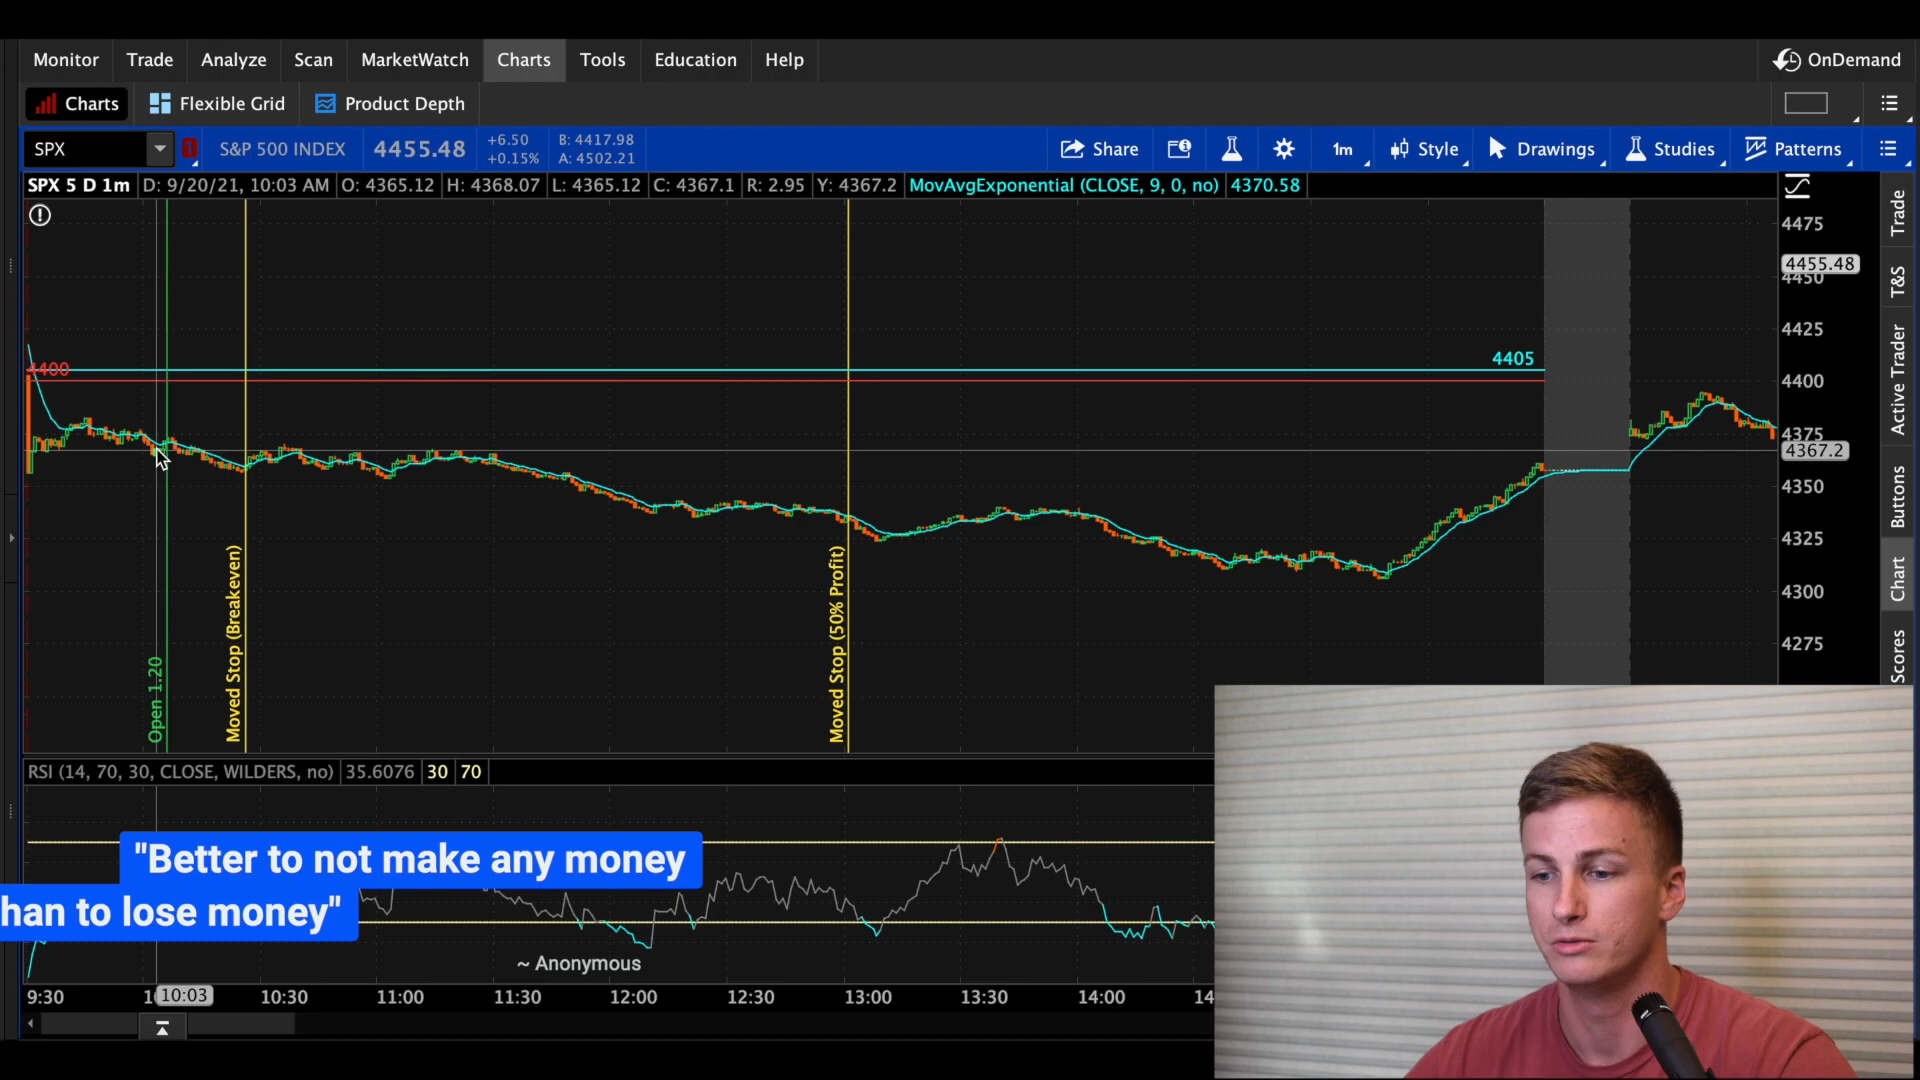 Monitor Trade Analyze Scan MarketWatch Charts Tools Education Help OnDemand
Charts Flexible Grid Product Depth
SPX 1 S&P 500 INDEX 4455.48 +6.50 +0.15% B: 4417.98 A: 4502.21 Share 1m Style Drawings Studies Patterns
SPX 5 D 1m D: 9/20/21, 10:03 AM O: 4365.12 H: 4368.07 L: 4365.12 C: 4367.1 R: 2.95 Y: 4367.2 MovAvgExponential (CLOSE, 9, 0, no) 4370.58
4475
4455.48
4450
4425
4405
4400
4400
4375
4367.2
4350
4325
4300
4275
Open 1.20
Moved Stop (Breakeven)
Moved Stop (50% Profit)
Trade
T&S
Active Trader
Buttons
Chart
Scores
RSI (14, 70, 30, CLOSE, WILDERS, no) 35.6076 30 70
"Better to not make any money
han to lose money"
~ Anonymous
9:30 1 10:03 10:30 11:00 11:30 12:00 12:30 13:00 13:30 14:00 14